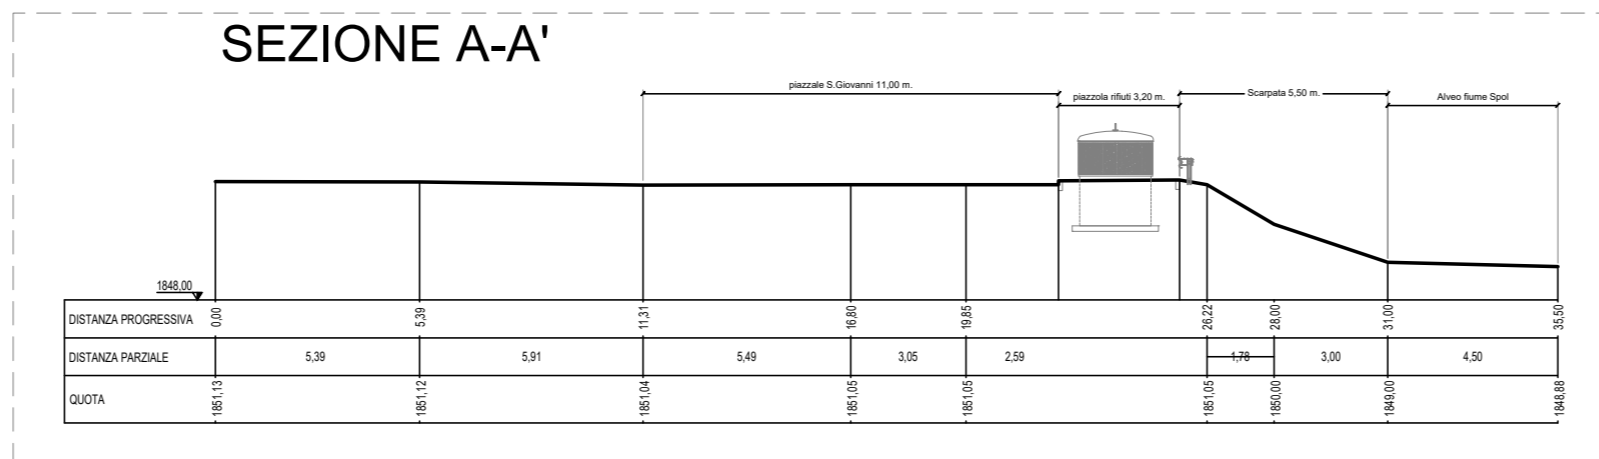 SEZIONE A-A'
piazzale S.Giovanni 11,00 m.
piazzola rifiuti 3,20 m.
Scarpata 5,50 m.
Alveo fiume Spol
1848,00
DISTANZA PROGRESSIVA 0,00 5,39 11,31 16,80 19,85 26,22 28,00 31,00 35,50
DISTANZA PARZIALE 5,39 5,91 5,49 3,05 2,59 1,78 3,00 4,50
QUOTA 1851,13 1851,12 1851,04 1851,05 1851,05 1851,05 1850,00 1849,00 1848,88